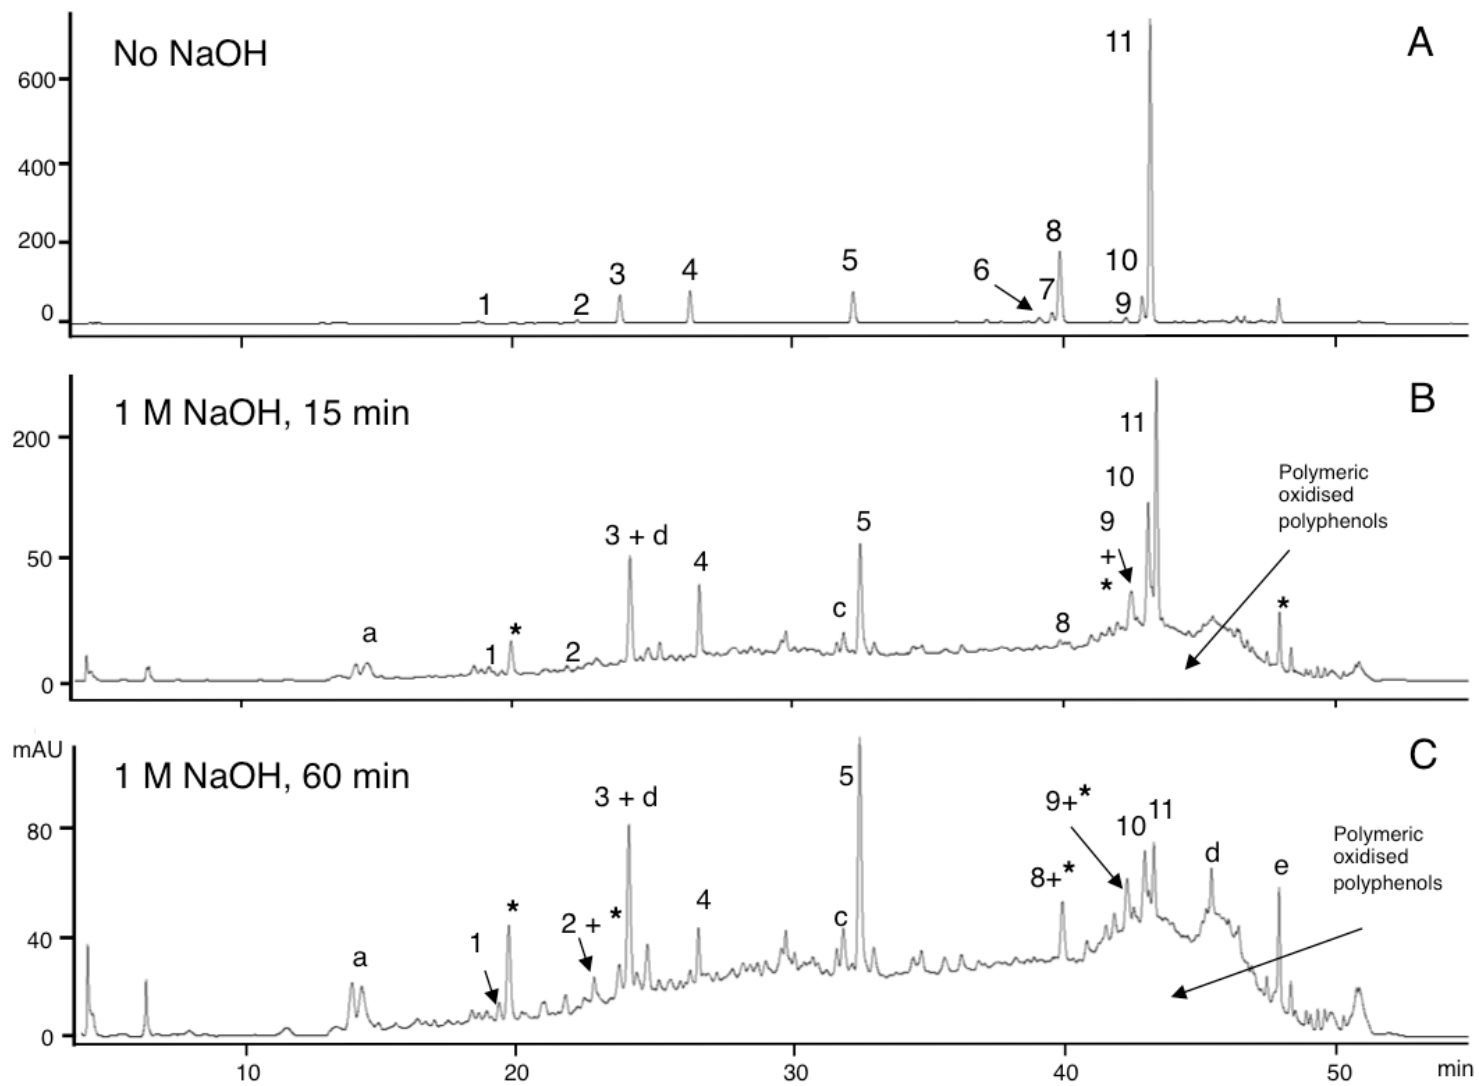 No NaOH
A
600
400
200
0
1
2
3
4
5
6
7
8
9
10
11
1 M NaOH, 15 min
B
200
50
0
a
1
*
2
3 + d
4
c
5
8
9
+
*
10
11
*
Polymeric
oxidised
polyphenols
mAU
1 M NaOH, 60 min
C
80
40
0
a
1
*
2 + *
3 + d
4
c
5
8+*
9+*
10
11
d
e
Polymeric
oxidised
polyphenols
10
20
30
40
50
min